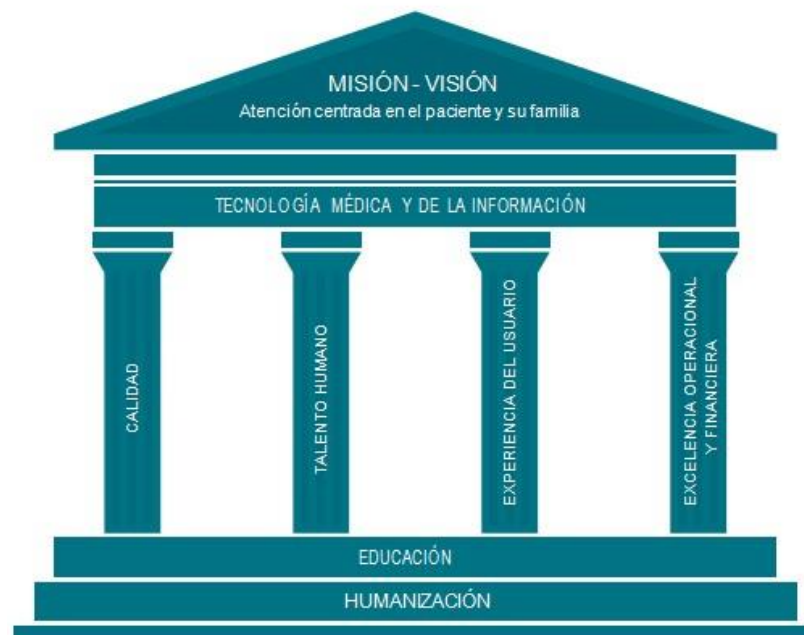 MISIÓN - VISIÓN
Atención centrada en el paciente y su familia
TECNOLOGÍA MÉDICA Y DE LA INFORMACIÓN
CALIDAD
TALENTO HUMANO
EXPERIENCIA DEL USUARIO
EXCELENCIA OPERACIONAL
Y FINANCIERA
EDUCACIÓN
HUMANIZACIÓN